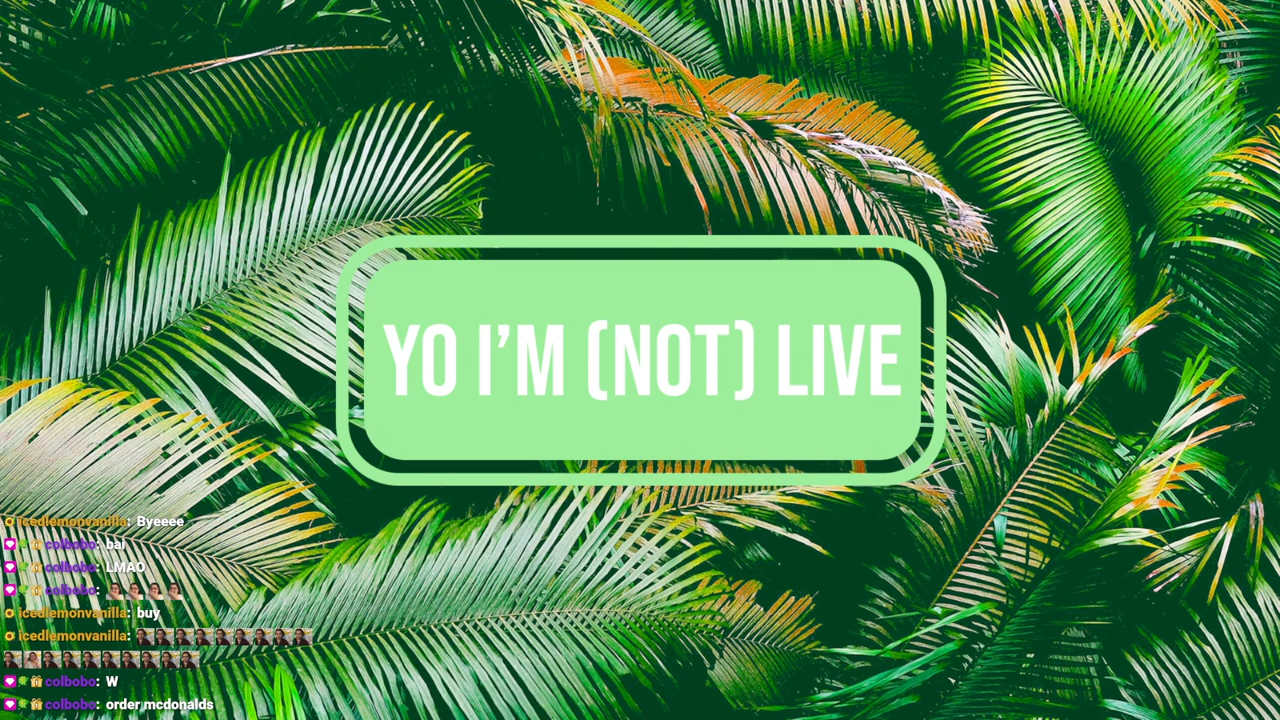 YO I'M (NOT) LIVE
icedlemonvanilla: Byeeee
colbobo: bai
colbobo: LMAO
colbobo:
icedlemonvanilla: buy
icedlemonvanilla:
colbobo: W
colbobo: order mcdonalds